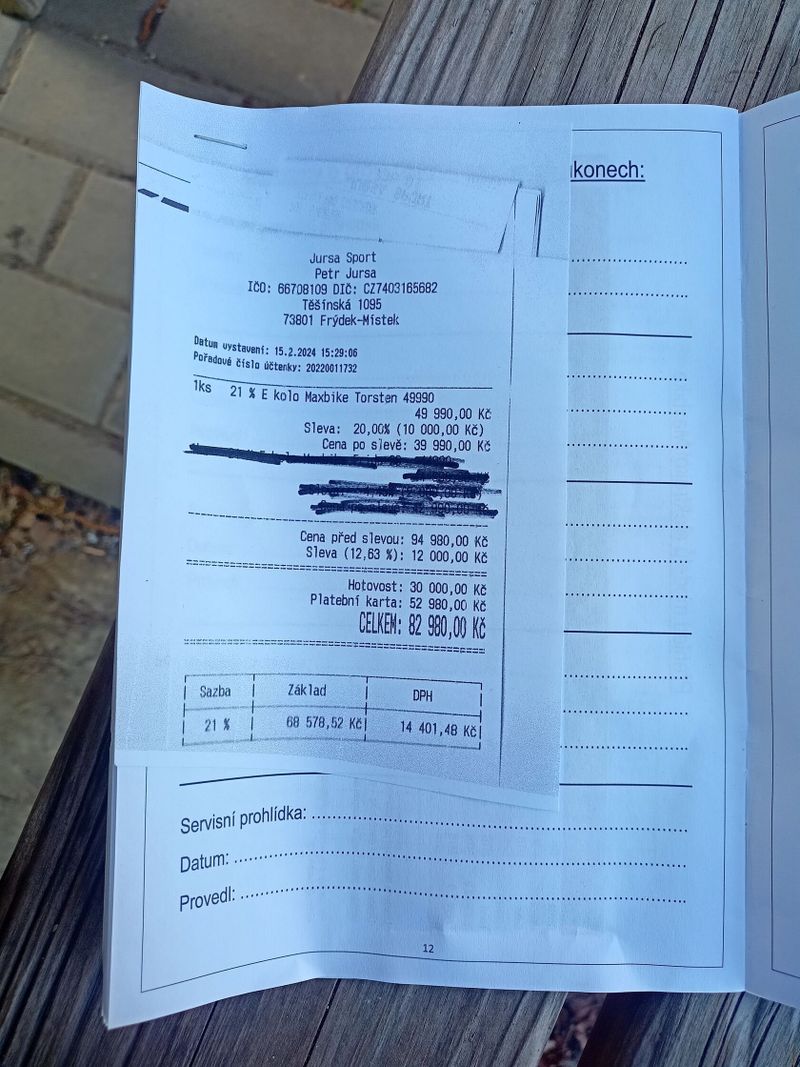 úkonech:
Jursa Sport
Petr Jursa
IČO: 66708109 DIČ: CZ7403165682
Těšínská 1095
73801 Frýdek-Místek
Datum vystavení: 15.2.2024 15:29:06
Pořadové číslo účtenky: 20220011732
1ks 21 % E kolo Maxbike Torsten 49990
49 990,00 Kč
Sleva: 20,00% (10 000,00 Kč)
Cena po slevě: 39 990,00 Kč
Cena před slevou: 94 980,00 Kč
Sleva (12,63 %): 12 000,00 Kč
Hotovost: 30 000,00 Kč
Platební karta: 52 980,00 Kč
CELKEM: 82 980,00 Kč
Sazba Základ DPH
21 % 68 578,52 Kč 14 401,48 Kč
Servisní prohlídka:
Datum:
Provedl:
12